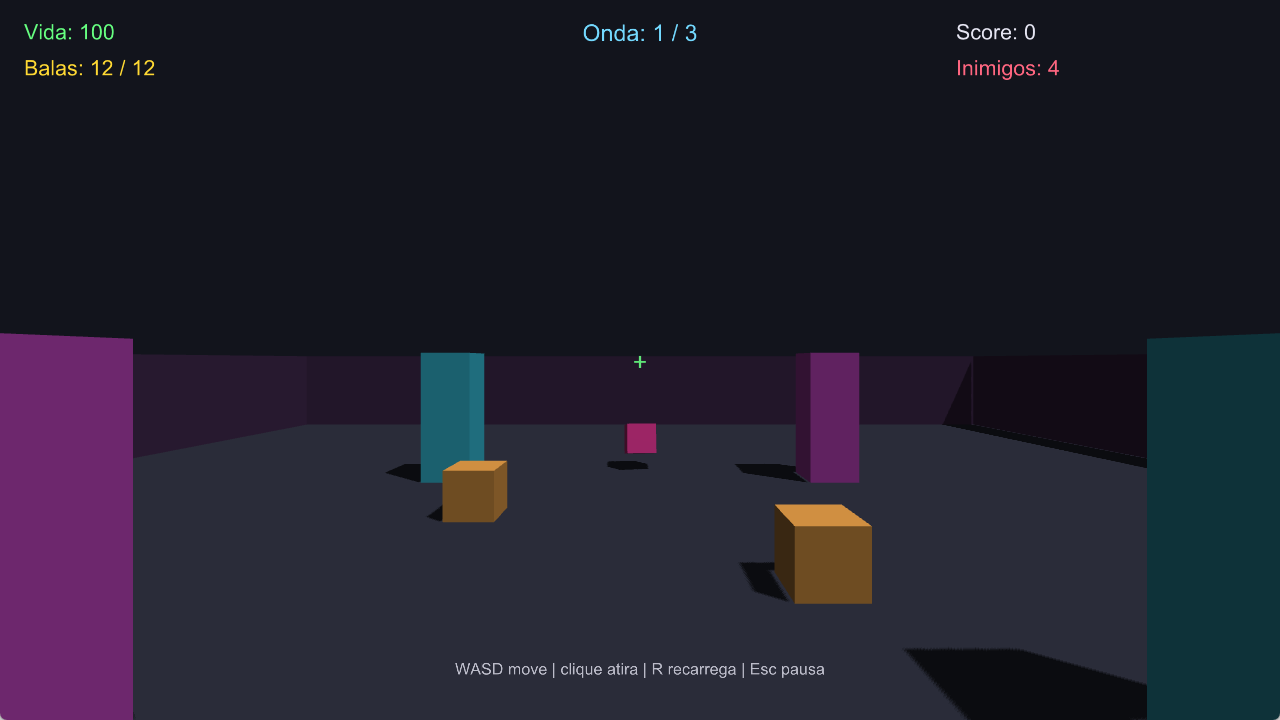 Vida: 100
Onda: 1 / 3
Score: 0
Balas: 12 / 12
Inimigos: 4
WASD move | clique atira | R recarrega | Esc pausa